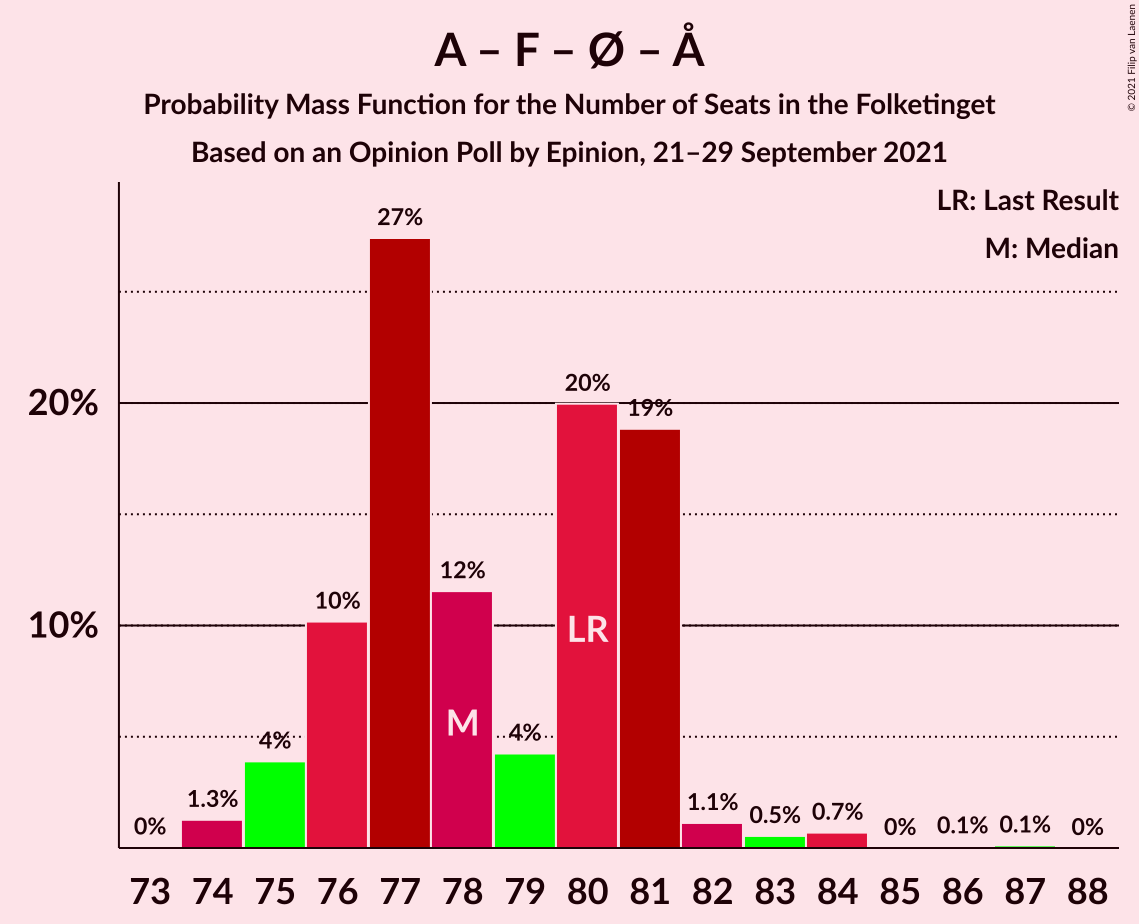 A – F – Ø – Å
Probability Mass Function for the Number of Seats in the Folketinget
Based on an Opinion Poll by Epinion, 21–29 September 2021
© 2021 Filip van Laenen
LR: Last Result
M: Median
27%
20%
20%
19%
12%
10%
10%
LR
M
4%
4%
0%
1.3%
1.1%
0.5%
0.7%
0%
0.1%
0.1%
0%
73 74 75 76 77 78 79 80 81 82 83 84 85 86 87 88